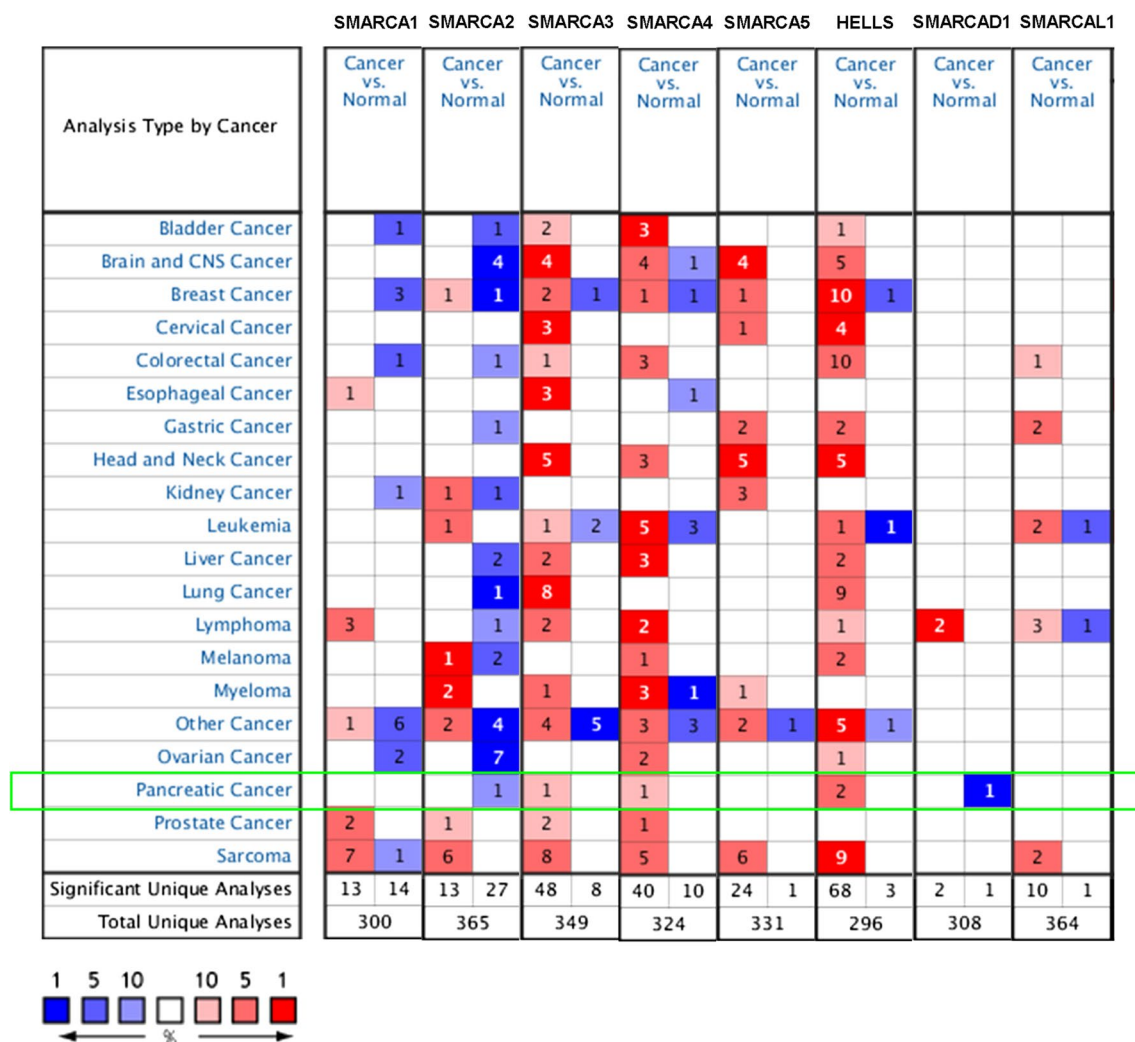 SMARCA1 SMARCA2 SMARCA3 SMARCA4 SMARCA5 HELLS SMARCAD1 SMARCAL1
Analysis Type by Cancer
Cancer vs. Normal Cancer vs. Normal Cancer vs. Normal Cancer vs. Normal Cancer vs. Normal Cancer vs. Normal Cancer vs. Normal Cancer vs. Normal
Bladder Cancer 1 1 2 3 1
Brain and CNS Cancer 4 4 4 1 4 5
Breast Cancer 3 1 1 2 1 1 1 1 10 1
Cervical Cancer 3 1 4
Colorectal Cancer 1 1 1 3 10 1
Esophageal Cancer 1 3 1
Gastric Cancer 1 2 2 2
Head and Neck Cancer 5 3 5 5
Kidney Cancer 1 1 1 3
Leukemia 1 1 2 5 3 1 1 2 1
Liver Cancer 2 2 3 2
Lung Cancer 1 8 9
Lymphoma 3 1 2 2 1 2 3 1
Melanoma 1 2 1 2
Myeloma 2 1 3 1 1
Other Cancer 1 6 2 4 4 5 3 3 2 1 5 1
Ovarian Cancer 2 7 2 1
Pancreatic Cancer 1 1 1 2 1
Prostate Cancer 2 1 2 1
Sarcoma 7 1 6 8 5 6 9 2
Significant Unique Analyses 13 14 13 27 48 8 40 10 24 1 68 3 2 1 10 1
Total Unique Analyses 300 365 349 324 331 296 308 364
1 5 10 10 5 1
%